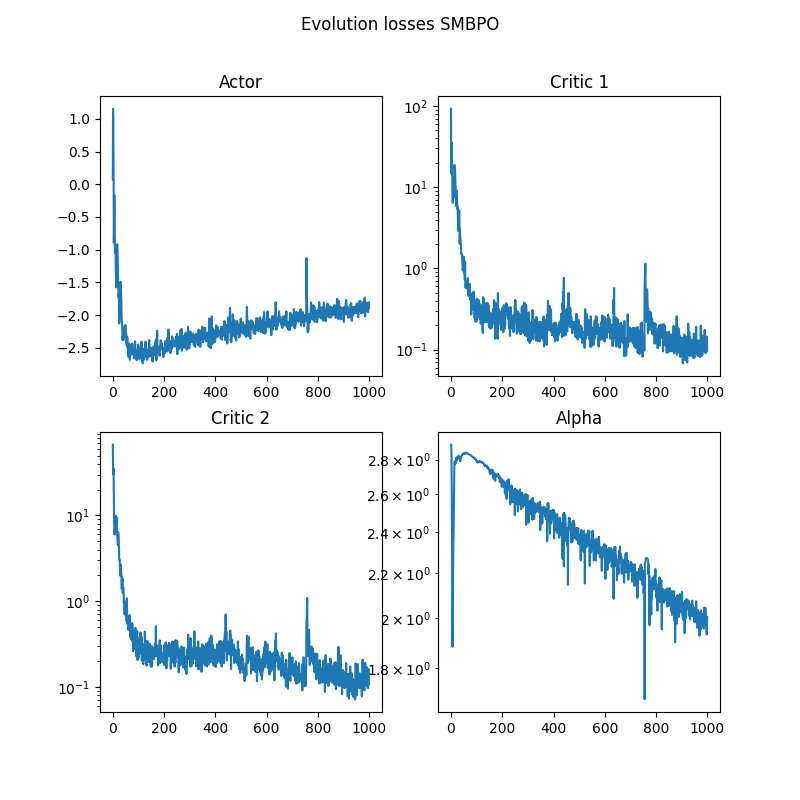 Evolution losses SMBPO
Actor
1.0
0.5
0.0
−0.5
−1.0
−1.5
−2.0
−2.5
0 200 400 600 800 1000
Critic 1
10²
10¹
10⁰
10⁻¹
0 200 400 600 800 1000
Critic 2
10¹
10⁰
10⁻¹
0 200 400 600 800 1000
Alpha
2.8 × 10⁰
2.6 × 10⁰
2.4 × 10⁰
2.2 × 10⁰
2 × 10⁰
1.8 × 10⁰
0 200 400 600 800 1000